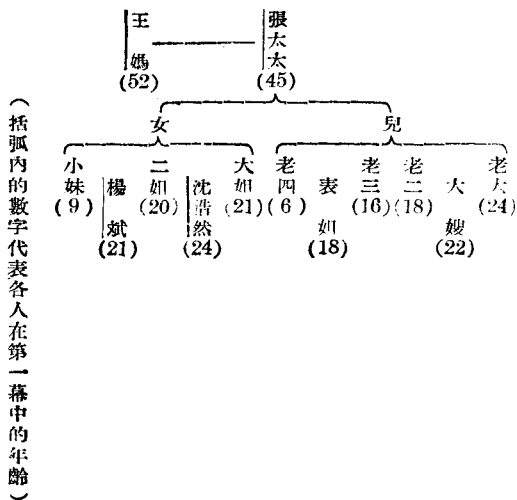 張太太
(45)
王媽
(52)
兒
女
老大
(24)
大嫂
(22)
老二
(18)
老三
(16)
表姐
(18)
老四
(6)
大姐
(21)
沈浩然
(24)
二姐
(20)
楊斌
(21)
小妹
(9)
(括弧內的數字代表各人在第一幕中的年齡)